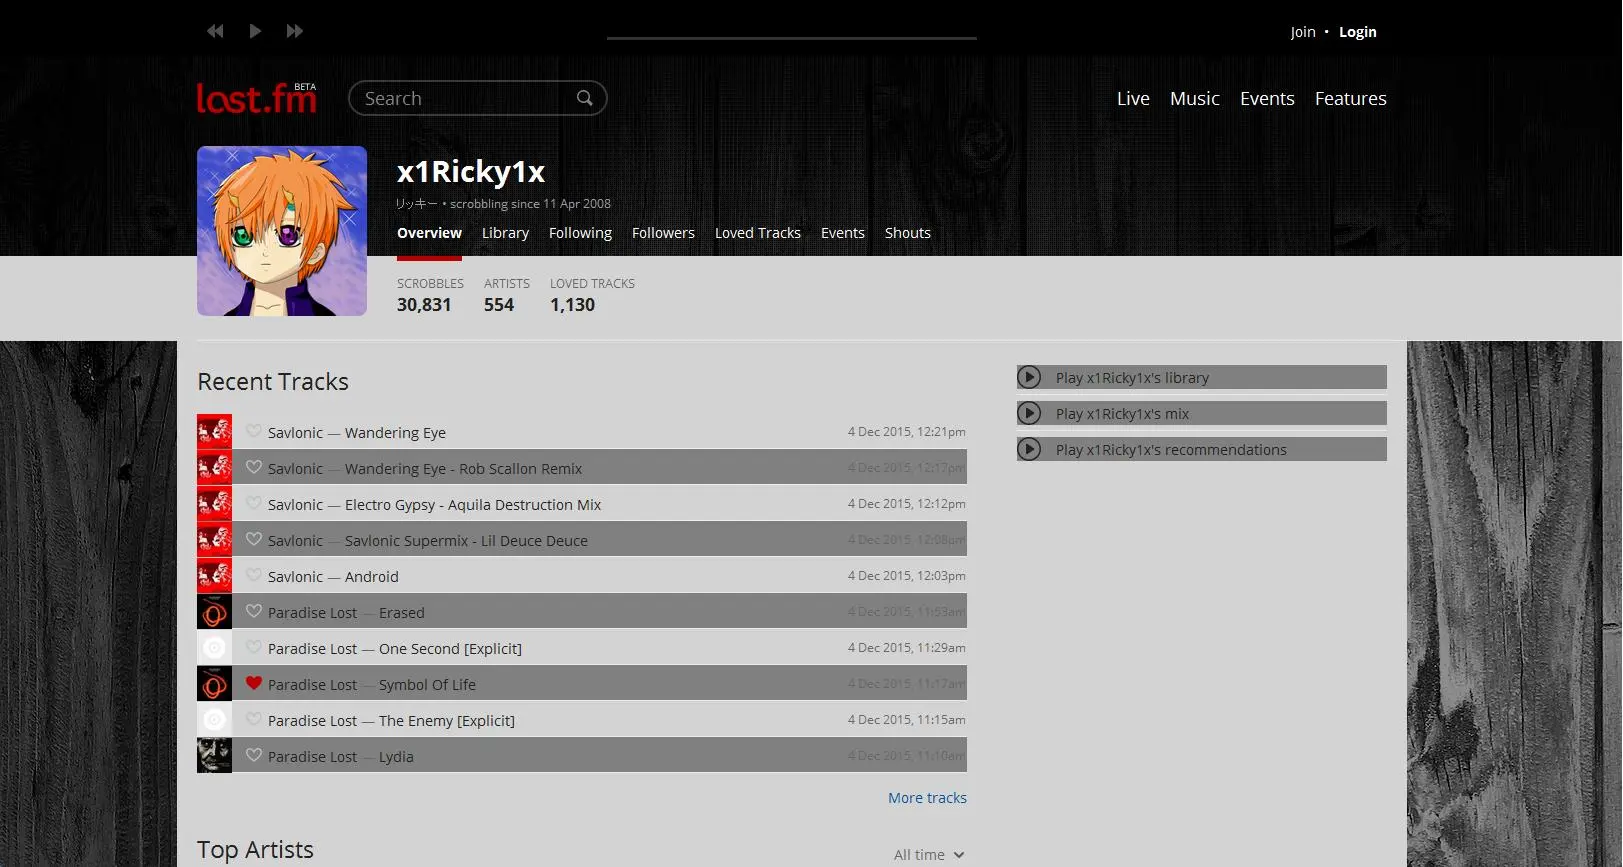 Join • Login
last.fm BETA
Search
Live Music Events Features
x1Ricky1x
リッキー • scrobbling since 11 Apr 2008
Overview Library Following Followers Loved Tracks Events Shouts
SCROBBLES ARTISTS LOVED TRACKS
30,831 554 1,130
Recent Tracks
Savlonic — Wandering Eye 4 Dec 2015, 12:21pm
Savlonic — Wandering Eye - Rob Scallon Remix 4 Dec 2015, 12:17pm
Savlonic — Electro Gypsy - Aquila Destruction Mix 4 Dec 2015, 12:12pm
Savlonic — Savlonic Supermix - Lil Deuce Deuce 4 Dec 2015, 12:08pm
Savlonic — Android 4 Dec 2015, 12:03pm
Paradise Lost — Erased 4 Dec 2015, 11:53am
Paradise Lost — One Second [Explicit] 4 Dec 2015, 11:29am
Paradise Lost — Symbol Of Life 4 Dec 2015, 11:17am
Paradise Lost — The Enemy [Explicit] 4 Dec 2015, 11:15am
Paradise Lost — Lydia 4 Dec 2015, 11:10am
More tracks
Top Artists
All time
Play x1Ricky1x's library
Play x1Ricky1x's mix
Play x1Ricky1x's recommendations